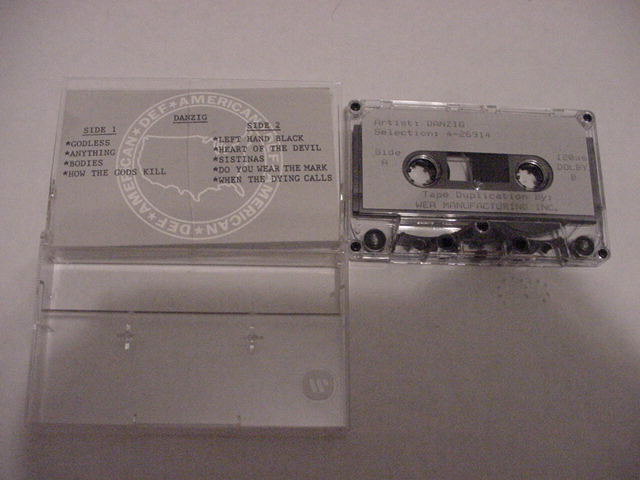 DANZIG
SIDE 1
*GODLESS
*ANYTHING
*BODIES
*HOW THE GODS KILL
SIDE 2
*LEFT HAND BLACK
*HEART OF THE DEVIL
*SISTINAS
*DO YOU WEAR THE MARK
*WHEN THE DYING CALLS
DEF★AMERICAN★DEF★AMERICAN★DEF★AMERICAN
Artist: DANZIG
Selection: 4-26914
Side
A
120us
DOLBY
B
Tape Duplication By:
WEA MANUFACTURING INC.